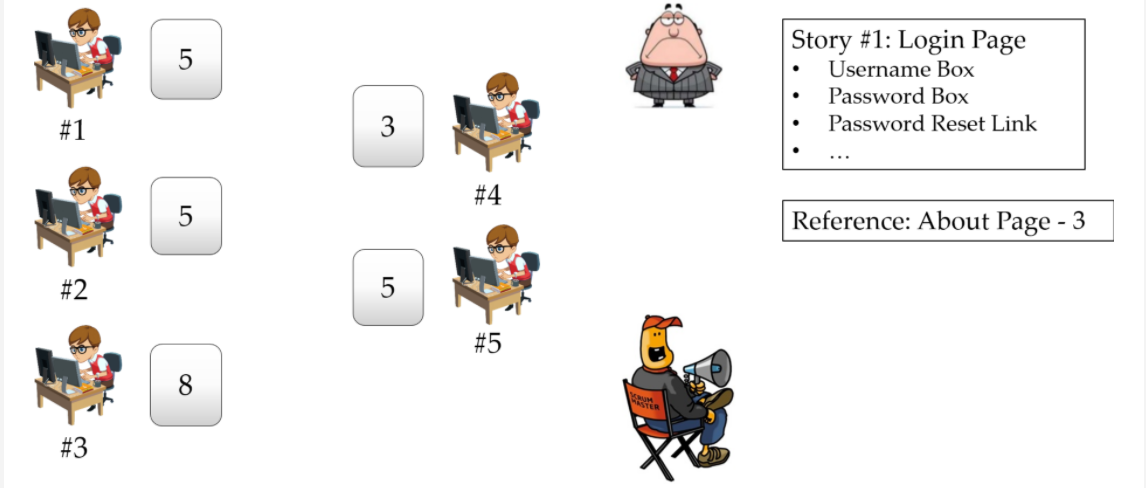 5
#1
5
#2
8
#3
3
#4
5
#5
SCRUM
MASTER
Story #1: Login Page
• Username Box
• Password Box
• Password Reset Link
• …
Reference: About Page - 3